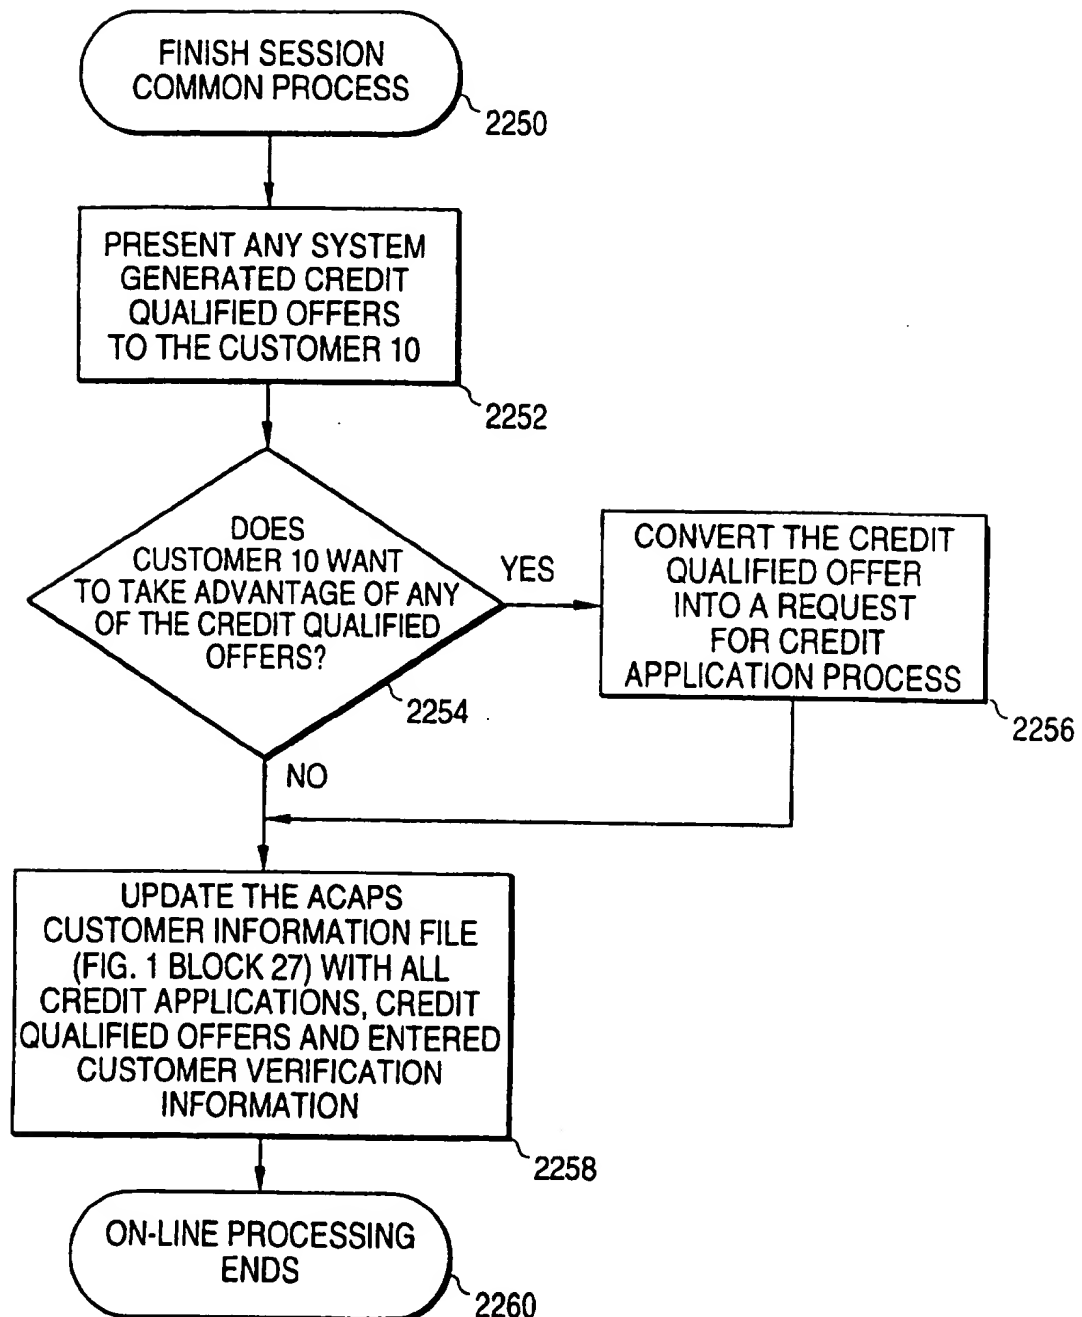 FINISH SESSION
COMMON PROCESS
2250
PRESENT ANY SYSTEM
GENERATED CREDIT
QUALIFIED OFFERS
TO THE CUSTOMER 10
2252
DOES
CUSTOMER 10 WANT
TO TAKE ADVANTAGE OF ANY
OF THE CREDIT QUALIFIED
OFFERS?
2254
YES
CONVERT THE CREDIT
QUALIFIED OFFER
INTO A REQUEST
FOR CREDIT
APPLICATION PROCESS
2256
NO
UPDATE THE ACAPS
CUSTOMER INFORMATION FILE
(FIG. 1 BLOCK 27) WITH ALL
CREDIT APPLICATIONS, CREDIT
QUALIFIED OFFERS AND ENTERED
CUSTOMER VERIFICATION
INFORMATION
2258
ON-LINE PROCESSING
ENDS
2260